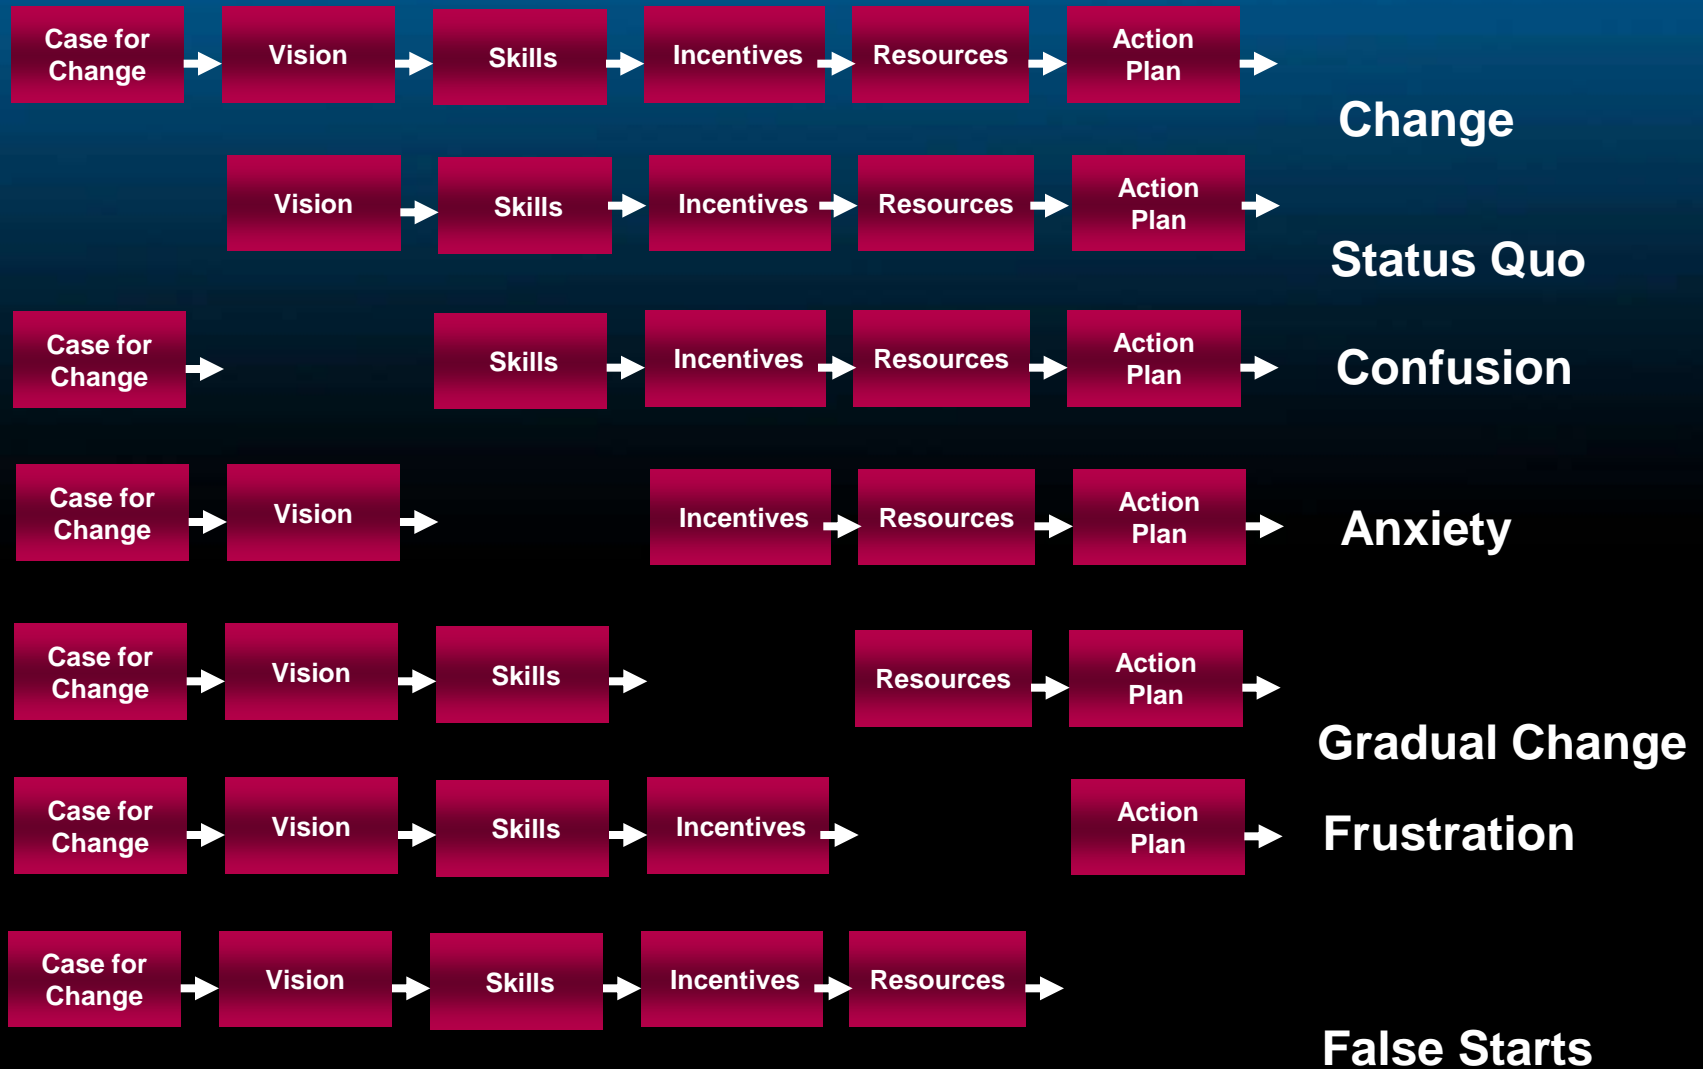 Case for
Change
Vision
Skills
Incentives
Resources
Action
Plan
Change
Vision
Skills
Incentives
Resources
Action
Plan
Status Quo
Case for
Change
Skills
Incentives
Resources
Action
Plan
Confusion
Case for
Change
Vision
Incentives
Resources
Action
Plan
Anxiety
Case for
Change
Vision
Skills
Resources
Action
Plan
Gradual Change
Case for
Change
Vision
Skills
Incentives
Action
Plan
Frustration
Case for
Change
Vision
Skills
Incentives
Resources
False Starts